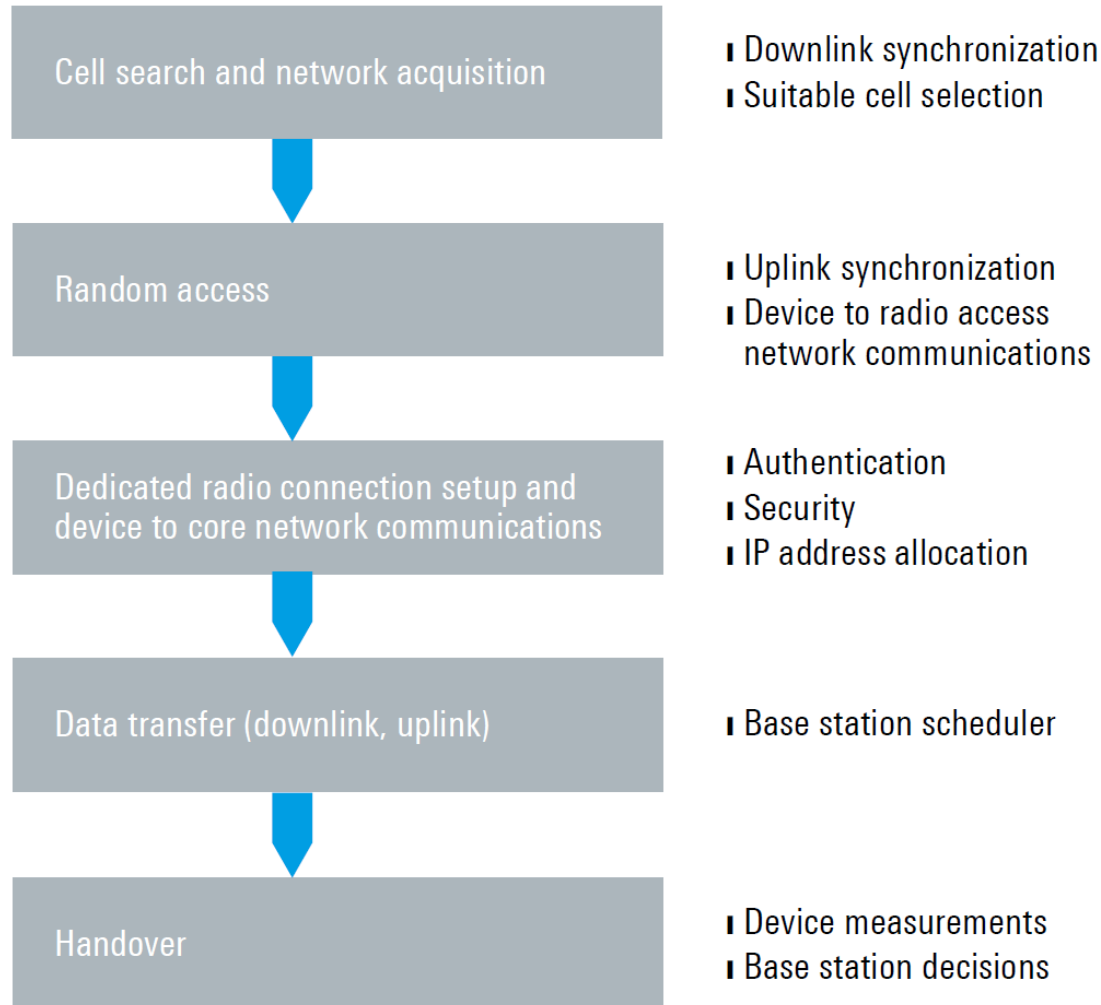 Cell search and network acquisition
ı Downlink synchronization
ı Suitable cell selection
Random access
ı Uplink synchronization
ı Device to radio access
network communications
Dedicated radio connection setup and
device to core network communications
ı Authentication
ı Security
ı IP address allocation
Data transfer (downlink, uplink)
ı Base station scheduler
Handover
ı Device measurements
ı Base station decisions